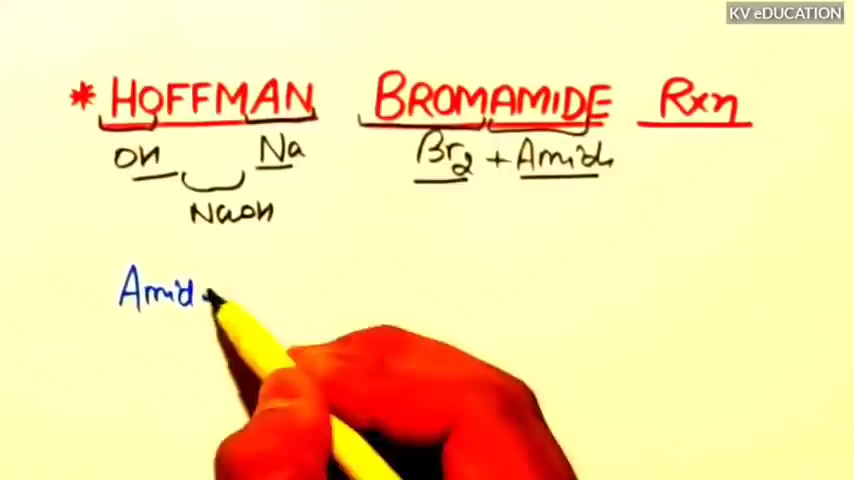 KV eDUCATION
* HOFFMAN BROMAMIDE Rxn
OH Na Br2 + Amide
NaOH
Amid